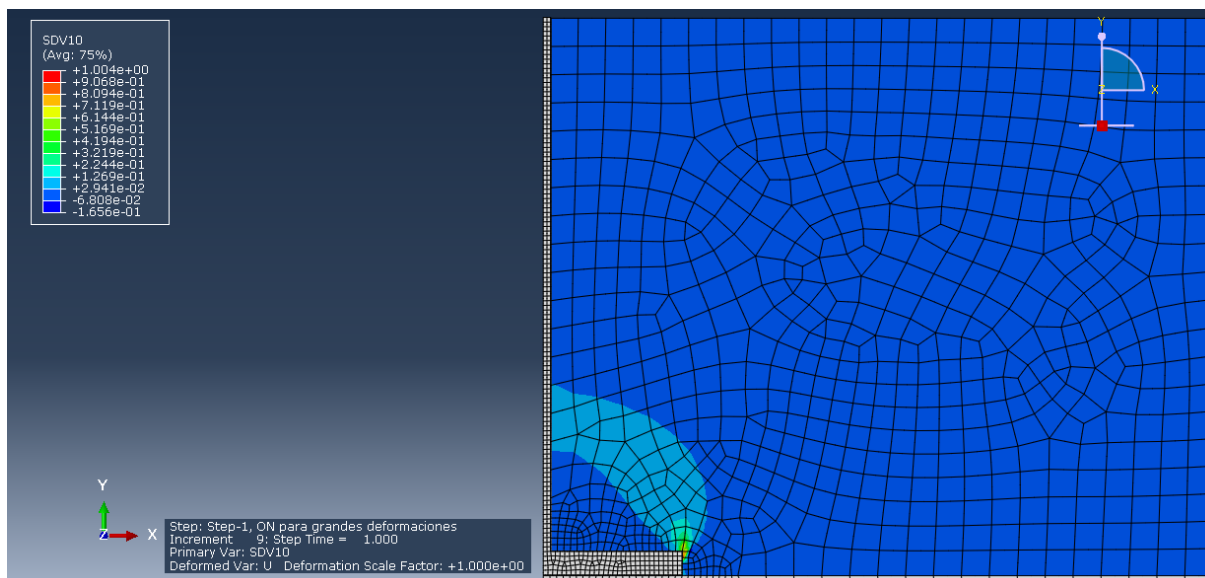 SDV10
(Avg: 75%)
+1.004e+00
+9.068e-01
+8.094e-01
+7.119e-01
+6.144e-01
+5.169e-01
+4.194e-01
+3.219e-01
+2.244e-01
+1.269e-01
+2.941e-02
-6.808e-02
-1.656e-01
Y
Z
X
Y
Z
X
Step: Step-1, ON para grandes deformaciones
Increment 9: Step Time = 1.000
Primary Var: SDV10
Deformed Var: U Deformation Scale Factor: +1.000e+00